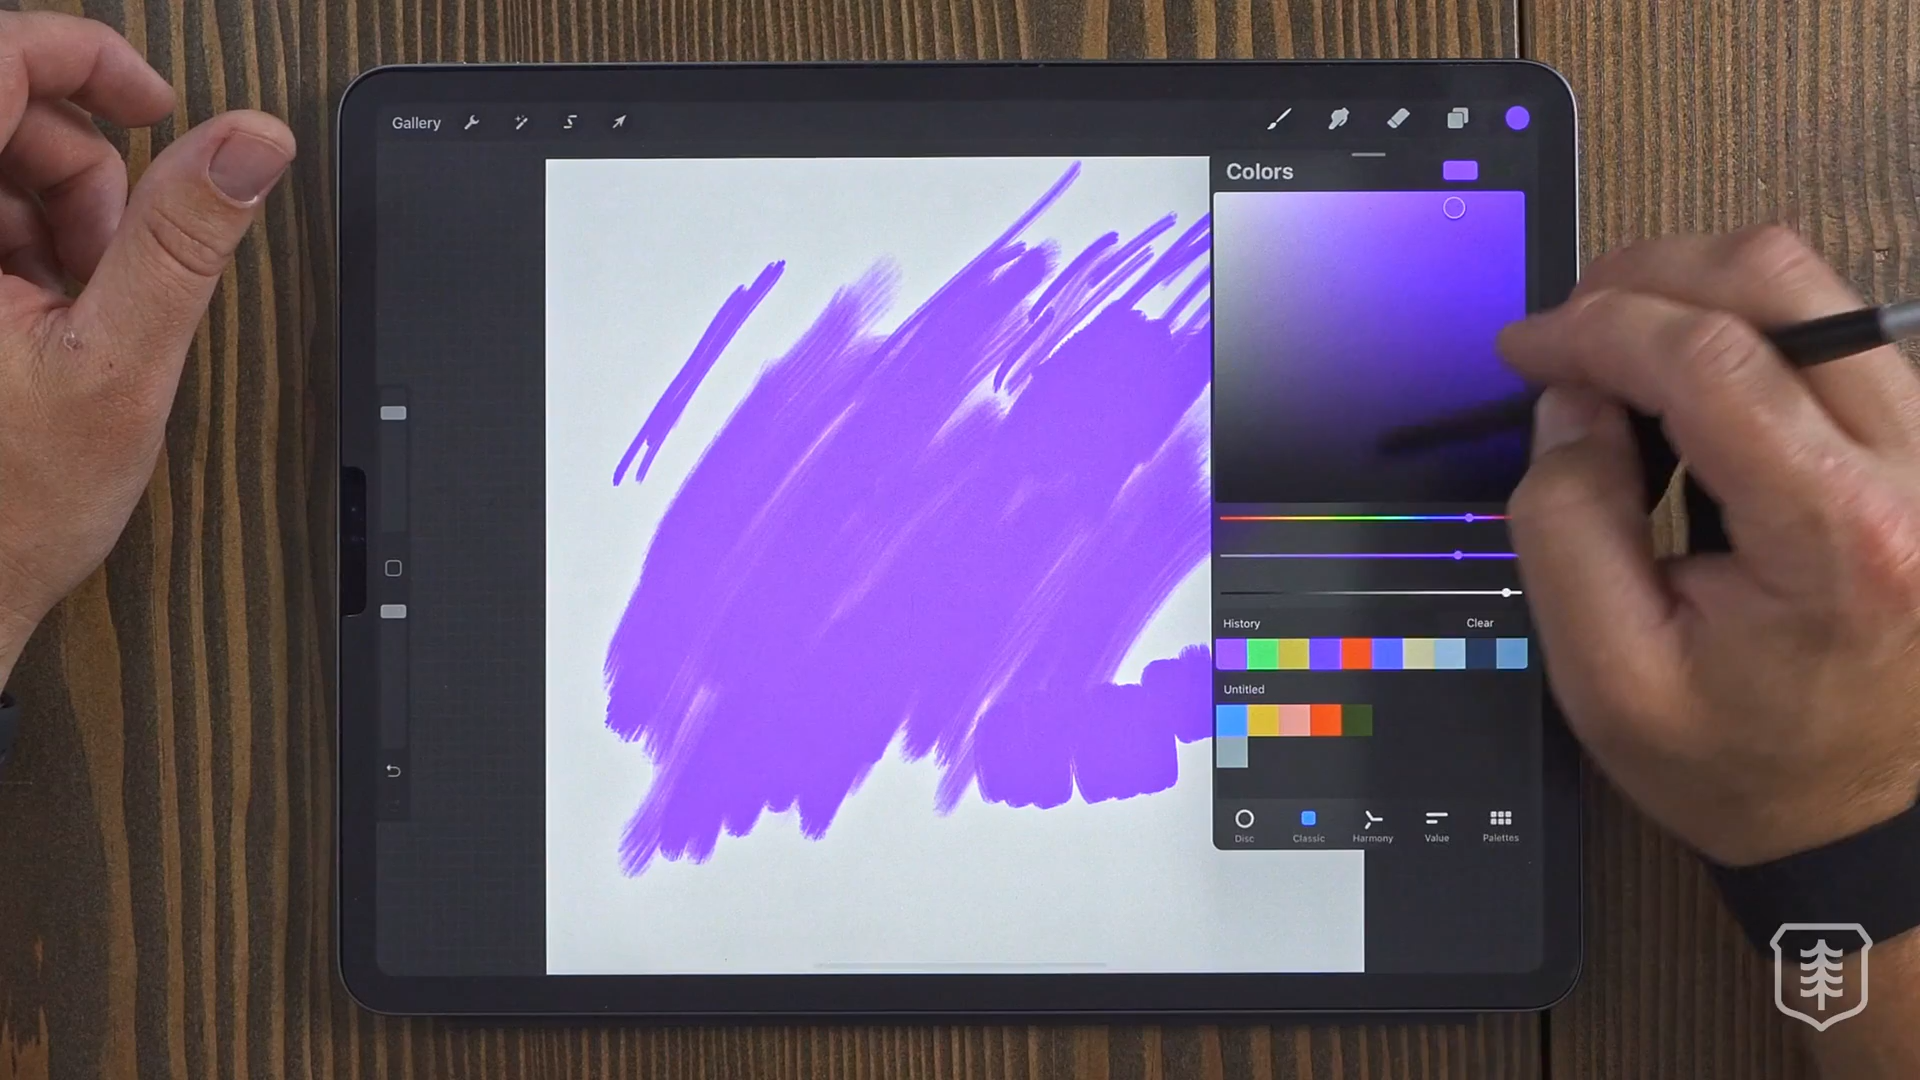 Gallery
Colors
History Clear
Untitled
Disc Classic Harmony Value Palettes